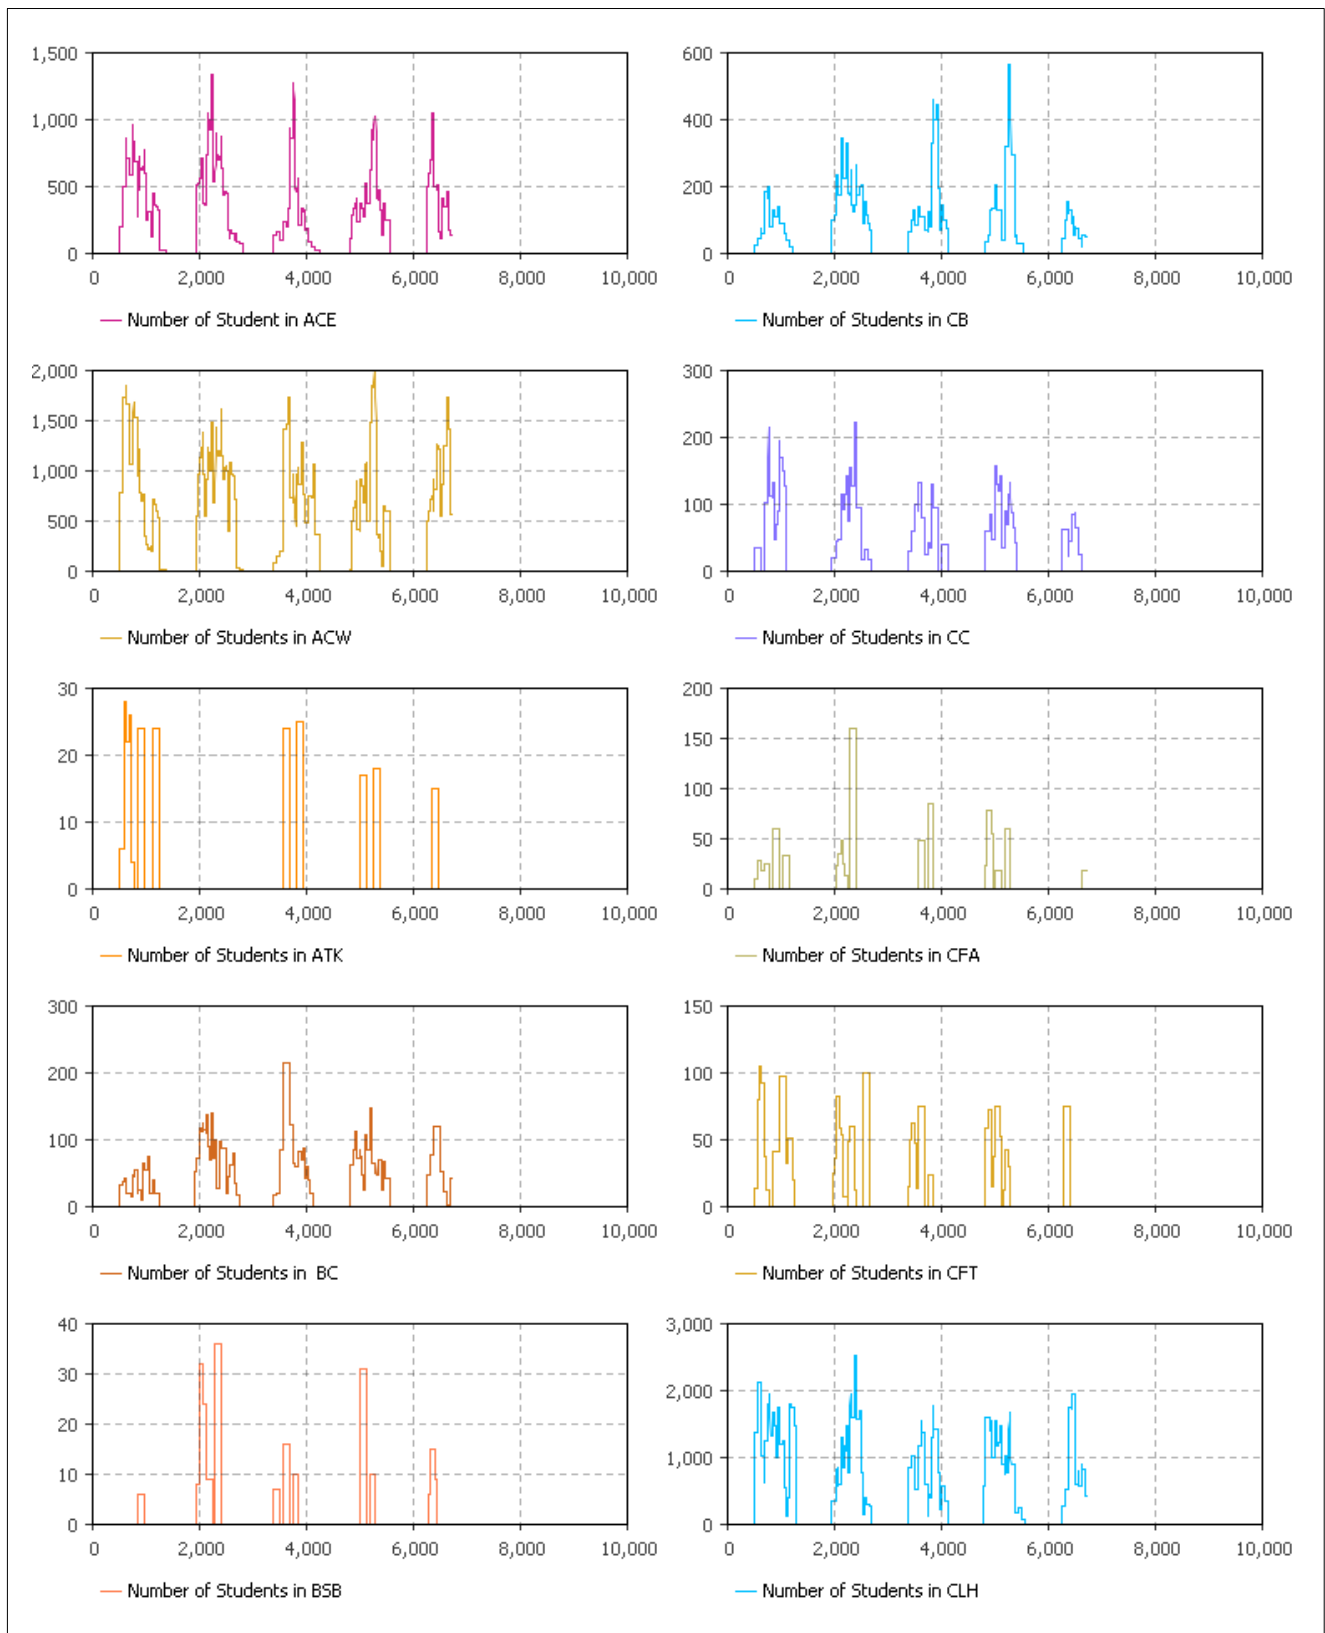 1,500
1,000
500
0
0 2,000 4,000 6,000 8,000 10,000
Number of Student in ACE
600
400
200
0
0 2,000 4,000 6,000 8,000 10,000
Number of Students in CB
2,000
1,500
1,000
500
0
0 2,000 4,000 6,000 8,000 10,000
Number of Students in ACW
300
200
100
0
0 2,000 4,000 6,000 8,000 10,000
Number of Students in CC
30
20
10
0
0 2,000 4,000 6,000 8,000 10,000
Number of Students in ATK
200
150
100
50
0
0 2,000 4,000 6,000 8,000 10,000
Number of Students in CFA
300
200
100
0
0 2,000 4,000 6,000 8,000 10,000
Number of Students in BC
150
100
50
0
0 2,000 4,000 6,000 8,000 10,000
Number of Students in CFT
40
30
20
10
0
0 2,000 4,000 6,000 8,000 10,000
Number of Students in BSB
3,000
2,000
1,000
0
0 2,000 4,000 6,000 8,000 10,000
Number of Students in CLH